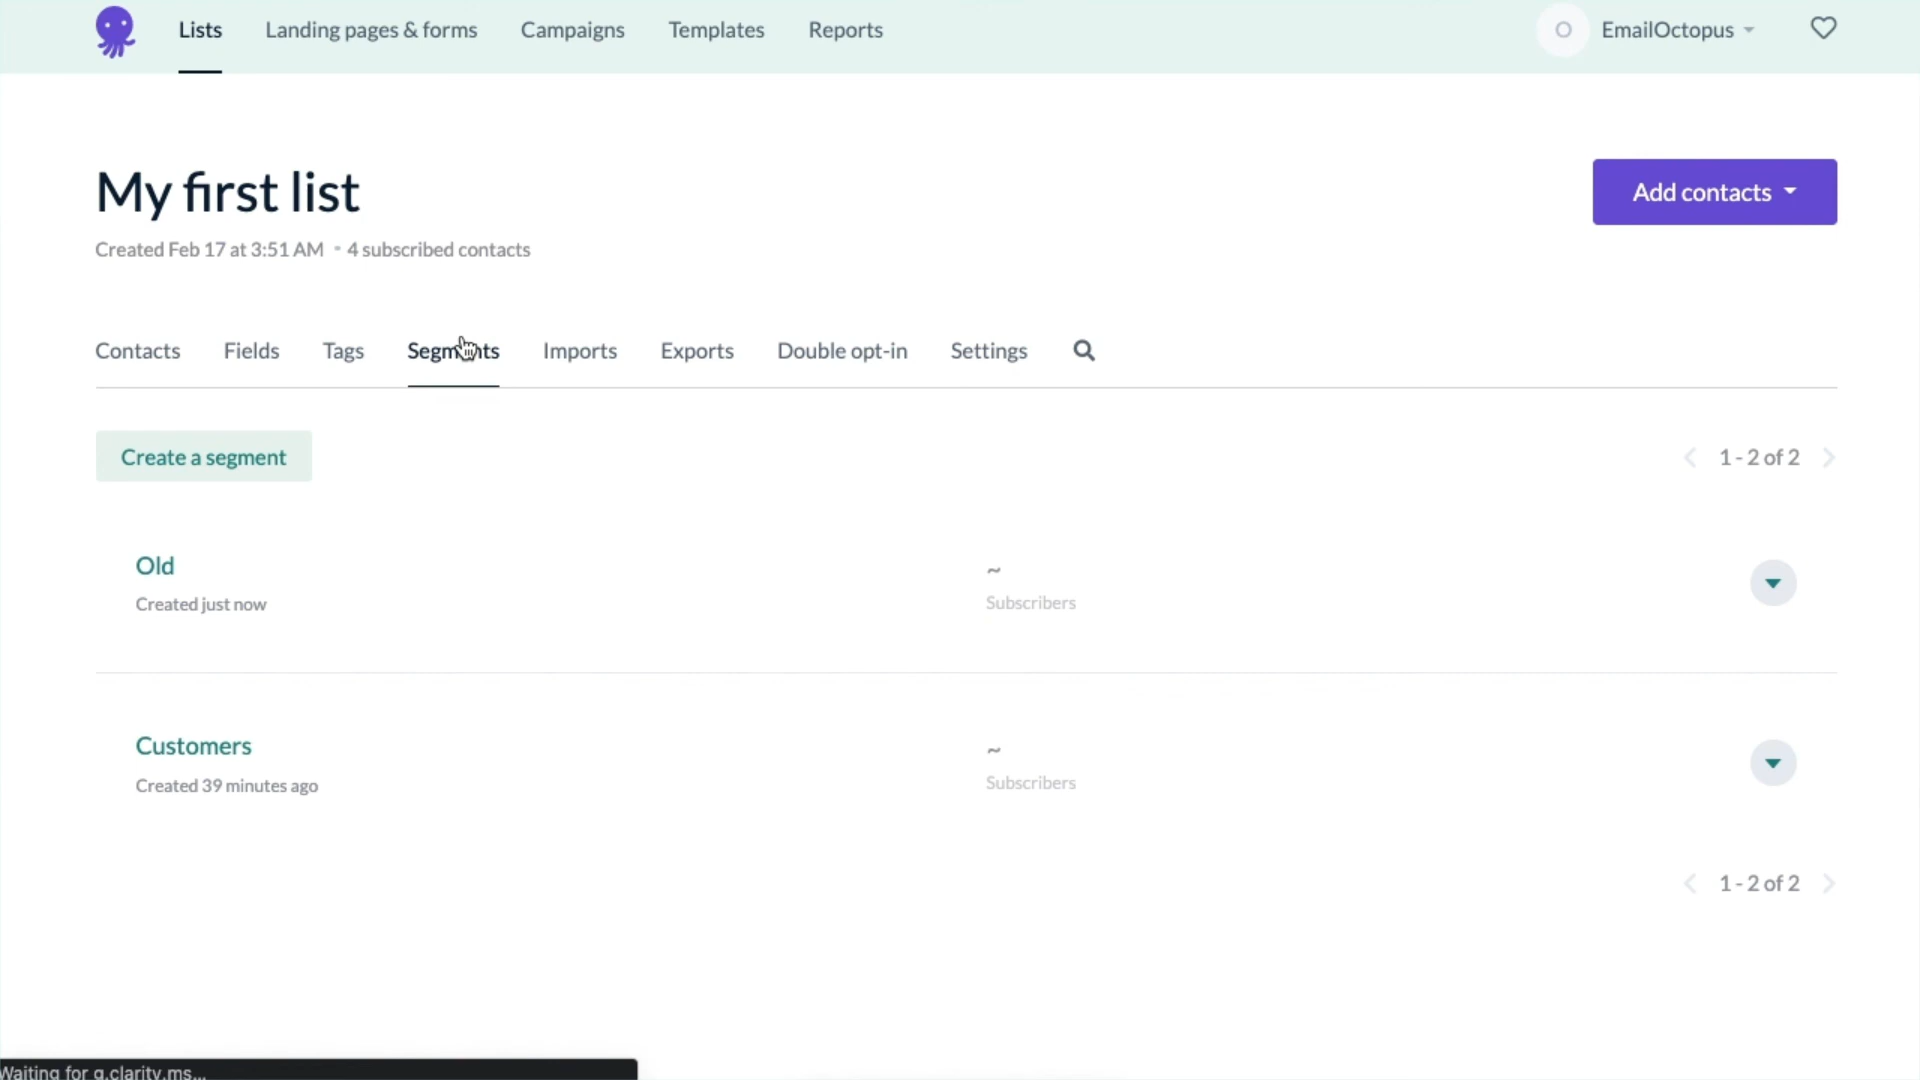 Lists Landing pages & forms Campaigns Templates Reports O EmailOctopus
My first list
Add contacts
Created Feb 17 at 3:51 AM • 4 subscribed contacts
Contacts Fields Tags Segments Imports Exports Double opt-in Settings
Create a segment
1 - 2 of 2
Old
~
Created just now
Subscribers
Customers
~
Created 39 minutes ago
Subscribers
1 - 2 of 2
Waiting for g.clarity.ms...